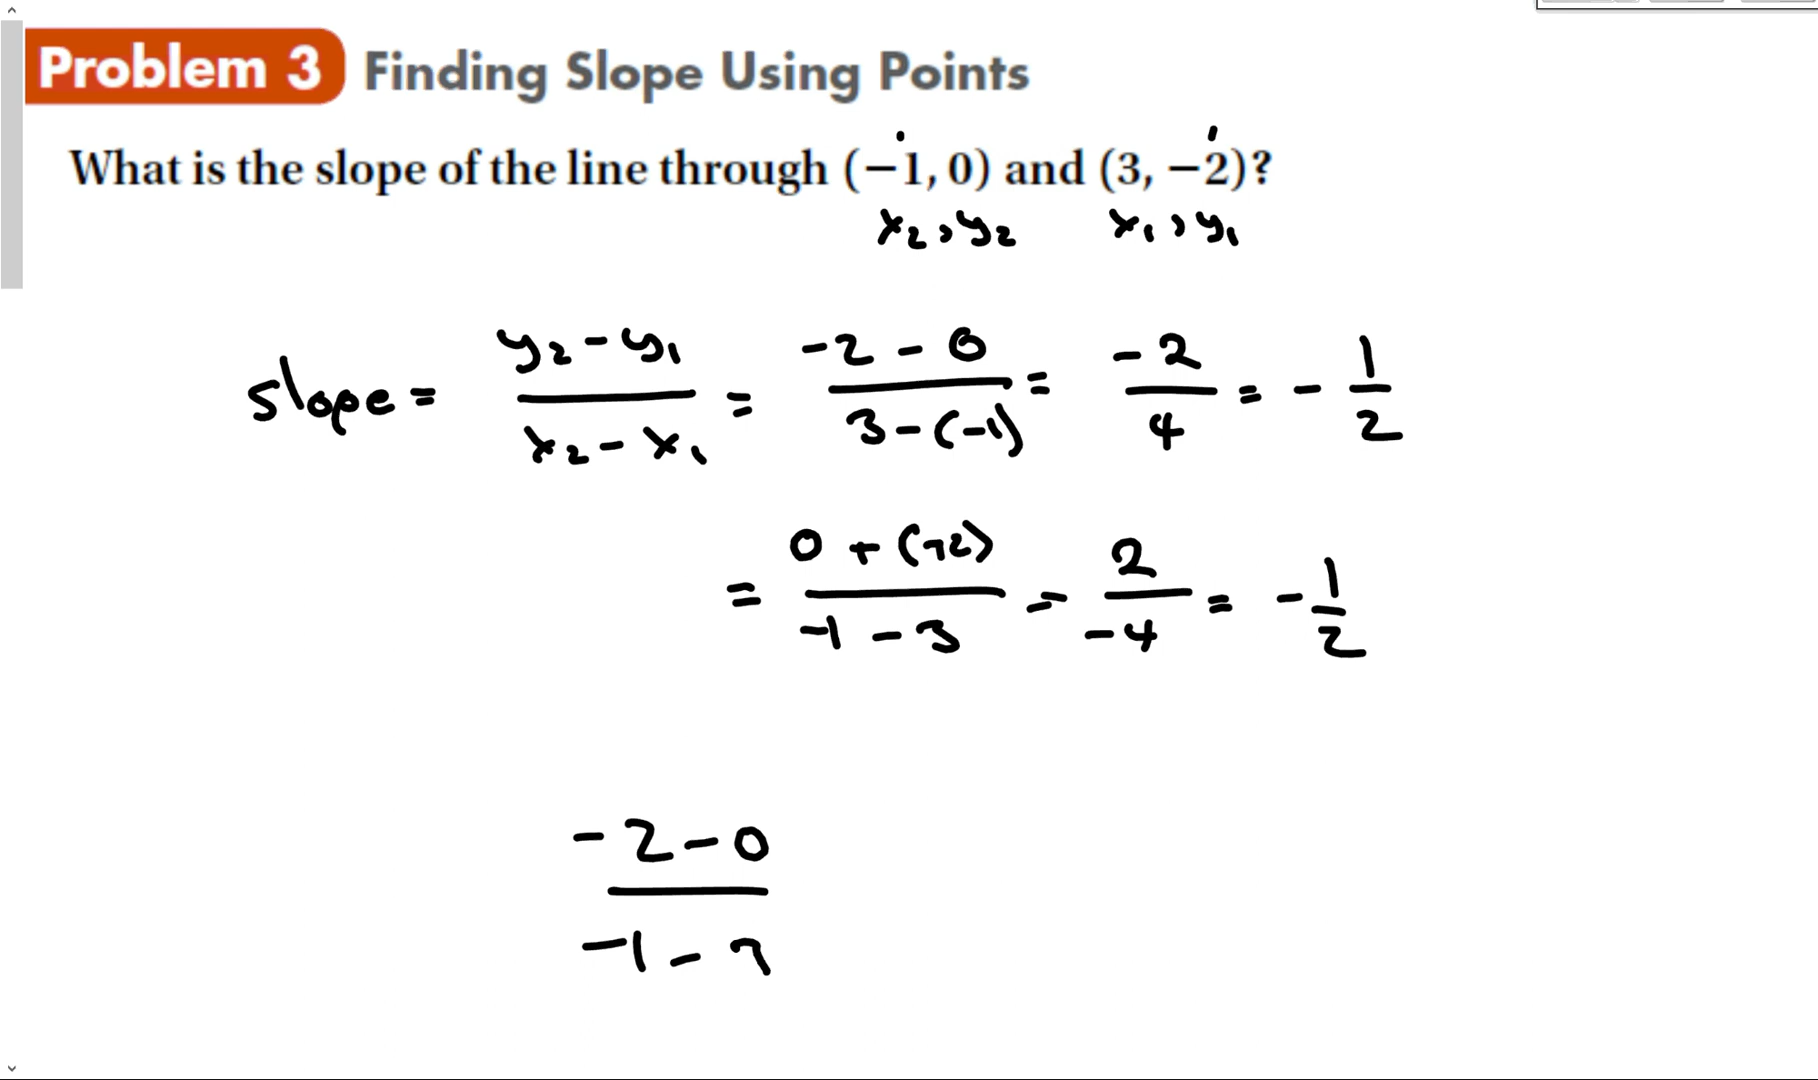 Problem 3 Finding Slope Using Points
What is the slope of the line through (−1, 0) and (3, −2)?
x₂, y₂ x₁, y₁
slope = (y₂ - y₁)/(x₂ - x₁) = (-2 - 0)/(3 - (-1)) = -2/4 = -1/2
= (0 + (+2))/(-1 - 3) = 2/-4 = -1/2
-2 - 0
-1 -